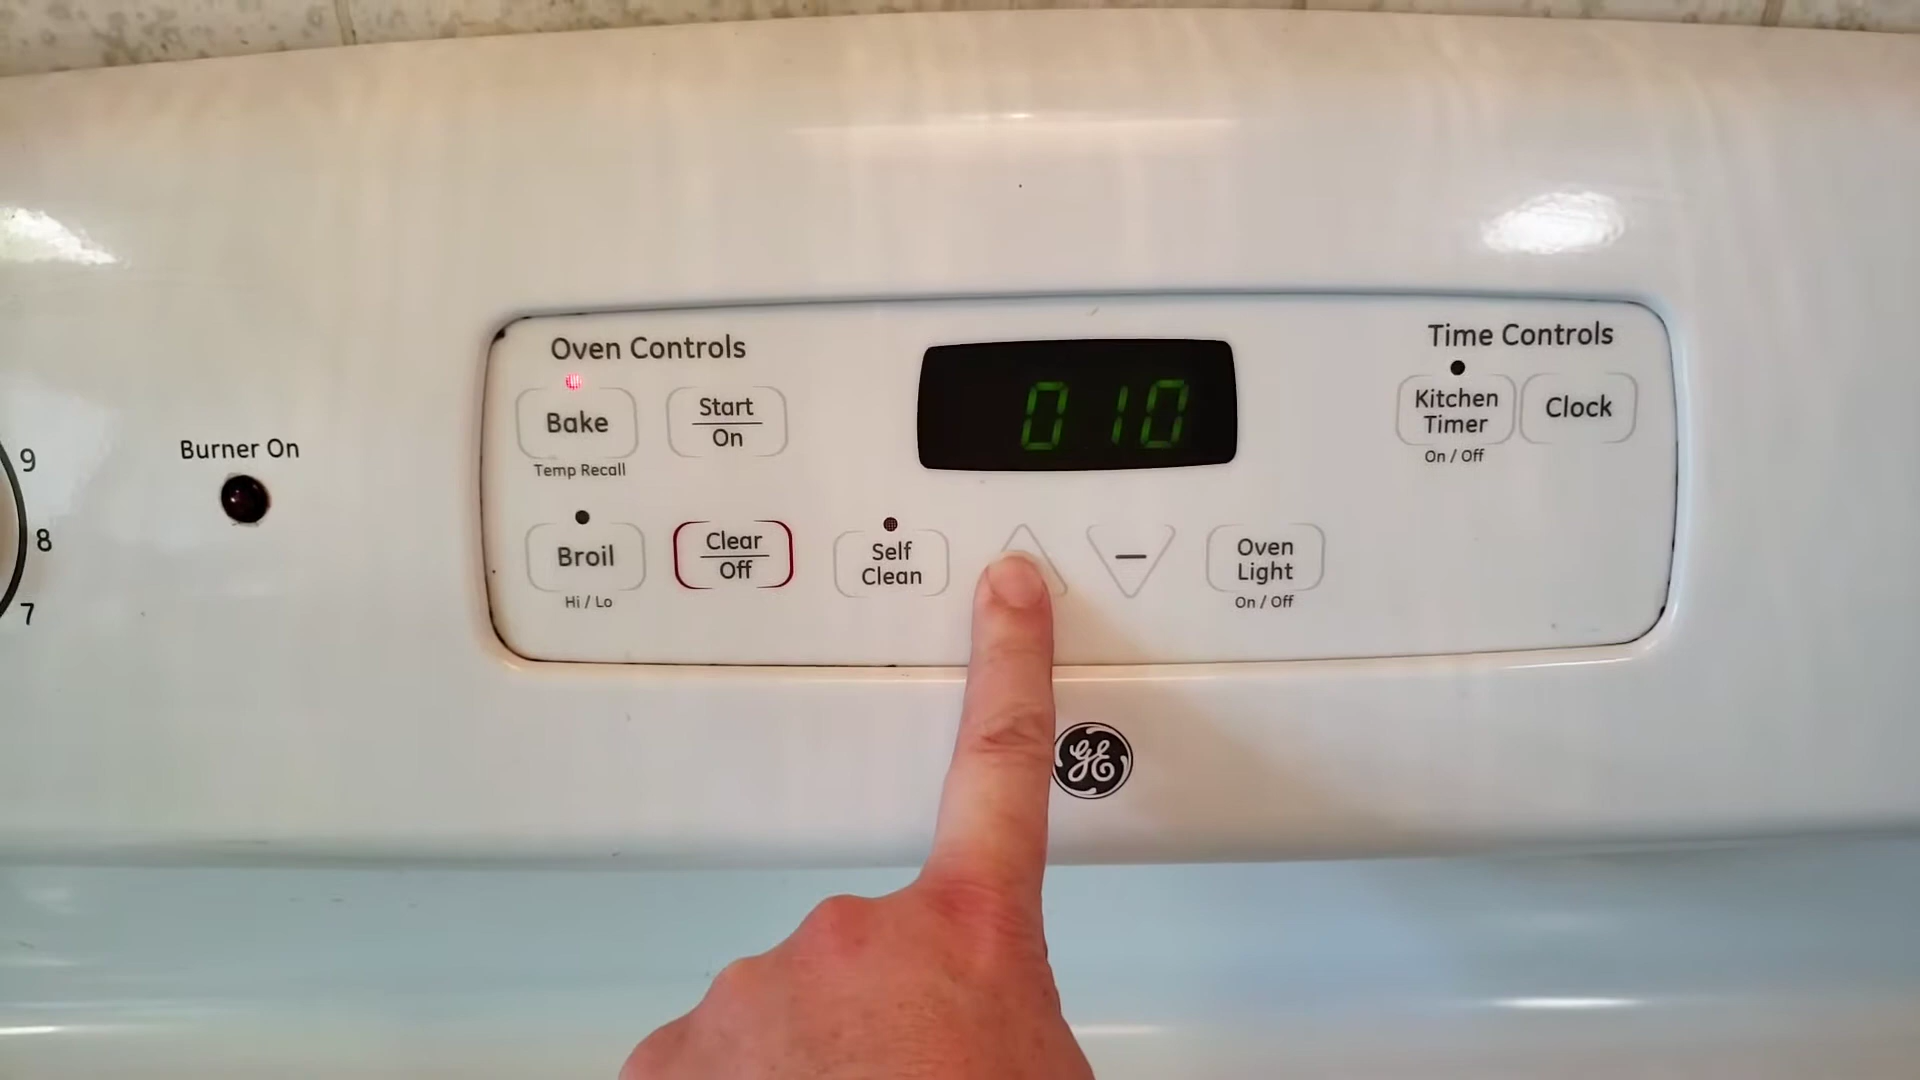 Oven Controls
Time Controls
Bake
Start
On
010
Kitchen
Timer
Clock
Temp Recall
On / Off
9
8
7
Burner On
Broil
Clear
Off
Self
Clean
–
Oven
Light
Hi / Lo
On / Off
GE